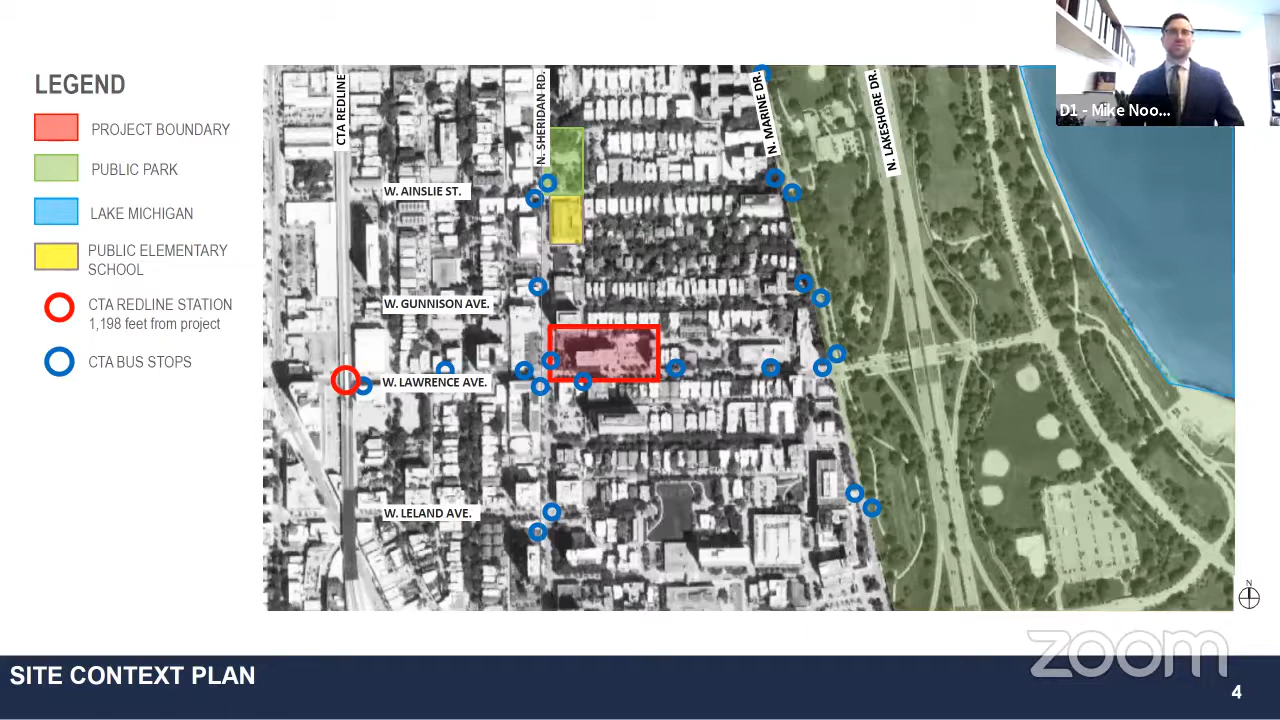 D1 - Mike Noo...
LEGEND
PROJECT BOUNDARY
PUBLIC PARK
LAKE MICHIGAN
PUBLIC ELEMENTARY
SCHOOL
CTA REDLINE STATION
1,198 feet from project
CTA BUS STOPS
CTA REDLINE
N. SHERIDAN RD.
N. MARINE DR.
N. LAKESHORE DR.
W. AINSLIE ST.
W. GUNNISON AVE.
W. LAWRENCE AVE.
W. LELAND AVE.
N
zoom
SITE CONTEXT PLAN
4